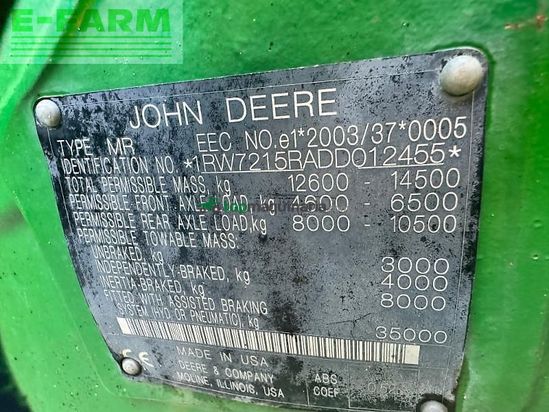 E-FARM
JOHN DEERE
TYPE MR EEC. NO.e1*2003/37*0005
IDENTIFICATION NO. *1RW7215RADD012455*
TOTAL PERMISSIBLE MASS, kg 12600 - 14500
PERMISSIBLE FRONT AXLE LOAD,kg 4500 - 6500
PERMISSIBLE REAR AXLE LOAD,kg 8000 - 10500
PERMISSIBLE TOWABLE MASS
UNBRAKED, kg 3000
INDEPENDENTLY-BRAKED, kg 4000
INERTIA-BRAKED, kg 8000
FITTED WITH ASSISTED BRAKING
SYSTEM (HYD OR PNEUMATIC), kg 35000
CE MADE IN USA
DEERE & COMPANY
MOLINE, ILLINOIS, USA
ABS
COEF